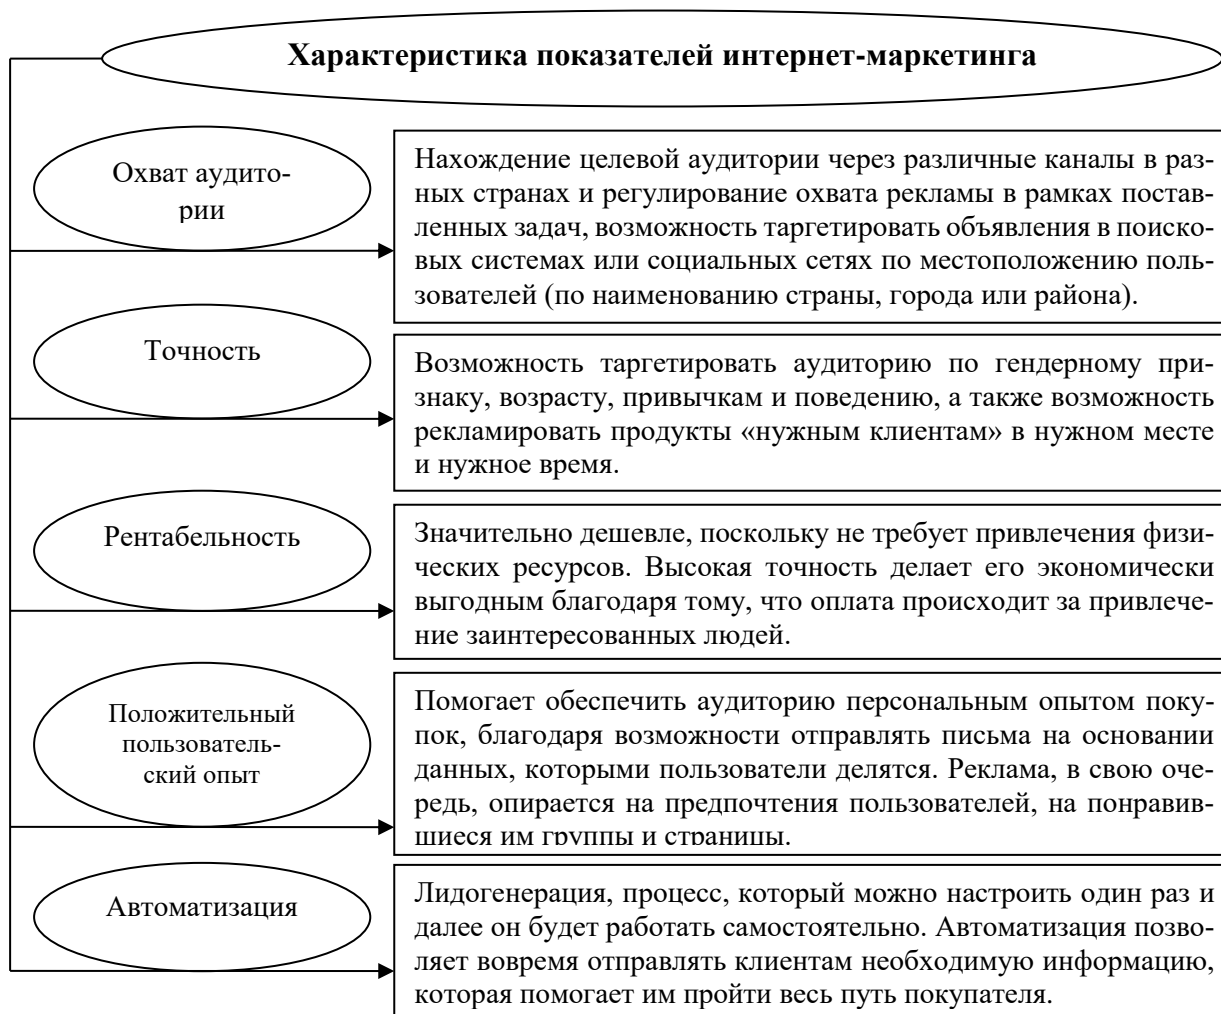 Характеристика показателей интернет-маркетинга
Охват аудито-
рии
Нахождение целевой аудитории через различные каналы в раз-
ных странах и регулирование охвата рекламы в рамках постав-
ленных задач, возможность таргетировать объявления в поиско-
вых системах или социальных сетях по местоположению поль-
зователей (по наименованию страны, города или района).
Точность
Возможность таргетировать аудиторию по гендерному при-
знаку, возрасту, привычкам и поведению, а также возможность
рекламировать продукты «нужным клиентам» в нужном месте
и нужное время.
Рентабельность
Значительно дешевле, поскольку не требует привлечения физи-
ческих ресурсов. Высокая точность делает его экономически
выгодным благодаря тому, что оплата происходит за привлече-
ние заинтересованных людей.
Положительный
пользователь-
ский опыт
Помогает обеспечить аудиторию персональным опытом поку-
пок, благодаря возможности отправлять письма на основании
данных, которыми пользователи делятся. Реклама, в свою оче-
редь, опирается на предпочтения пользователей, на понравив-
шиеся им группы и страницы.
Автоматизация
Лидогенерация, процесс, который можно настроить один раз и
далее он будет работать самостоятельно. Автоматизация позво-
ляет вовремя отправлять клиентам необходимую информацию,
которая помогает им пройти весь путь покупателя.